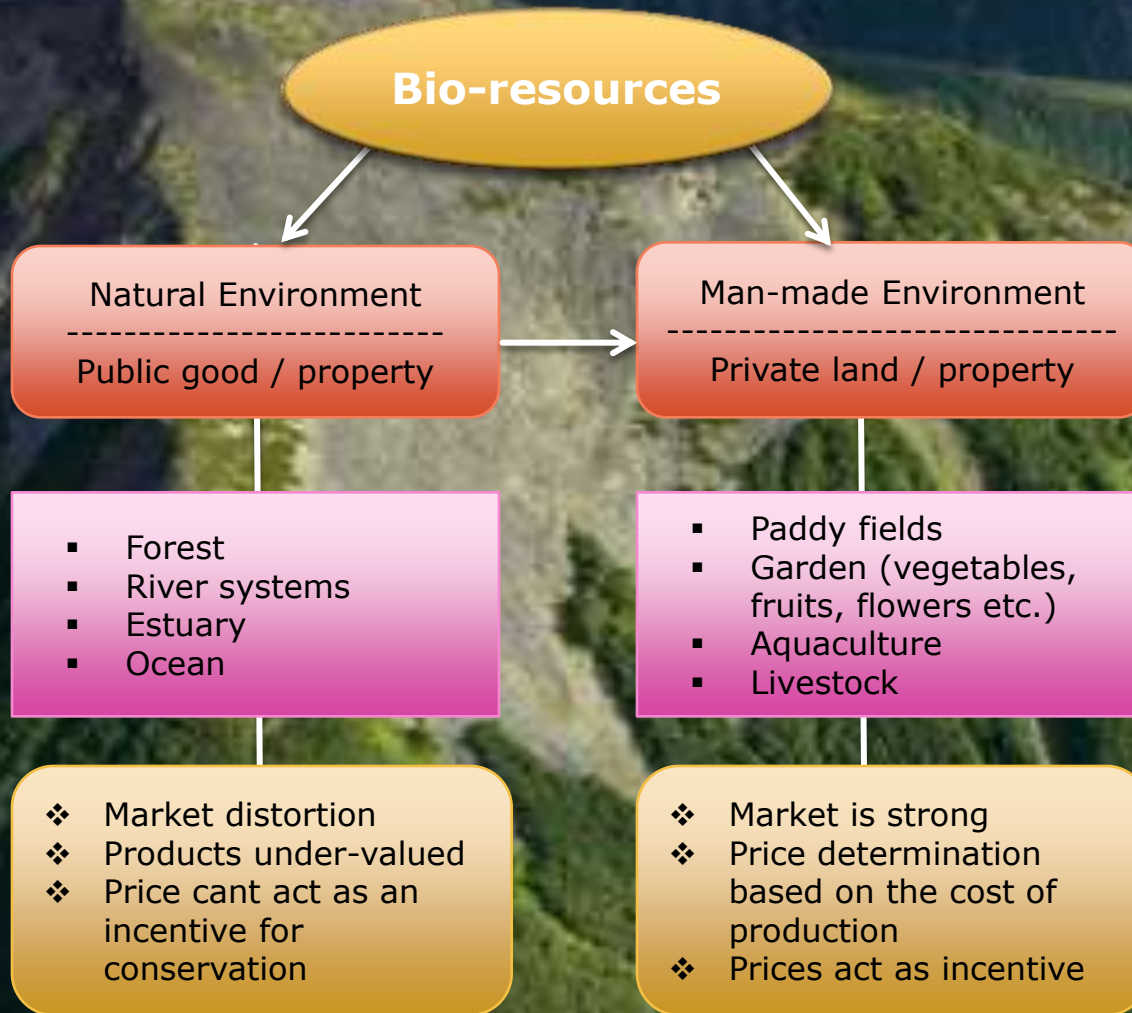 Bio-resources
Natural Environment
--------------------------
Public good / property
Man-made Environment
-------------------------------
Private land / property
▪ Forest
▪ River systems
▪ Estuary
▪ Ocean
▪ Paddy fields
▪ Garden (vegetables,
fruits, flowers etc.)
▪ Aquaculture
▪ Livestock
❖ Market distortion
❖ Products under-valued
❖ Price cant act as an
incentive for
conservation
❖ Market is strong
❖ Price determination
based on the cost of
production
❖ Prices act as incentive